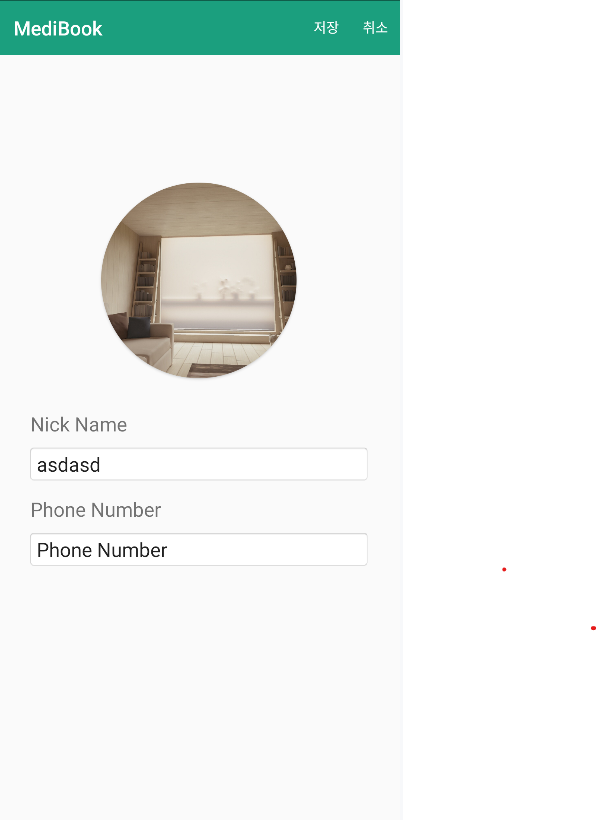 MediBook 저장 취소
Nick Name
asdasd
Phone Number
Phone Number